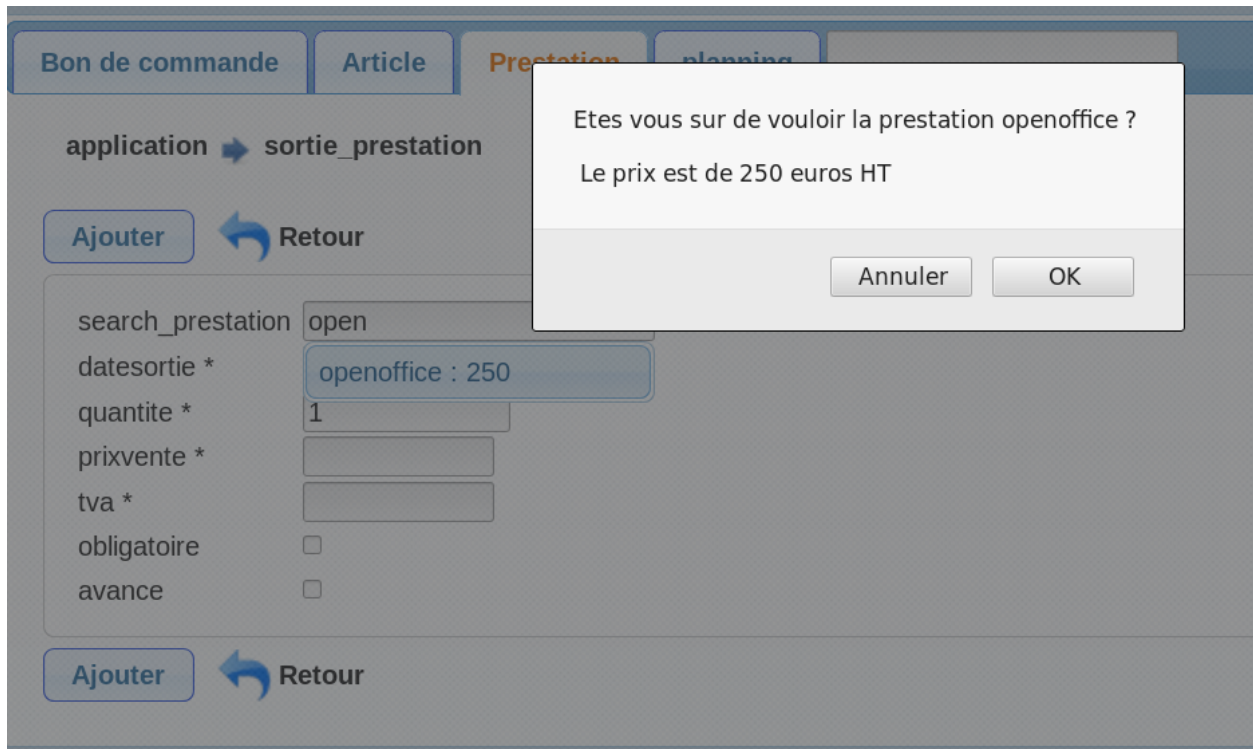 Bon de commande Article Prestation planning
Etes vous sur de vouloir la prestation openoffice ?
Le prix est de 250 euros HT
Annuler OK
application sortie_prestation
Ajouter Retour
search_prestation open
datesortie * openoffice : 250
quantite * 1
prixvente *
tva *
obligatoire
avance
Ajouter Retour